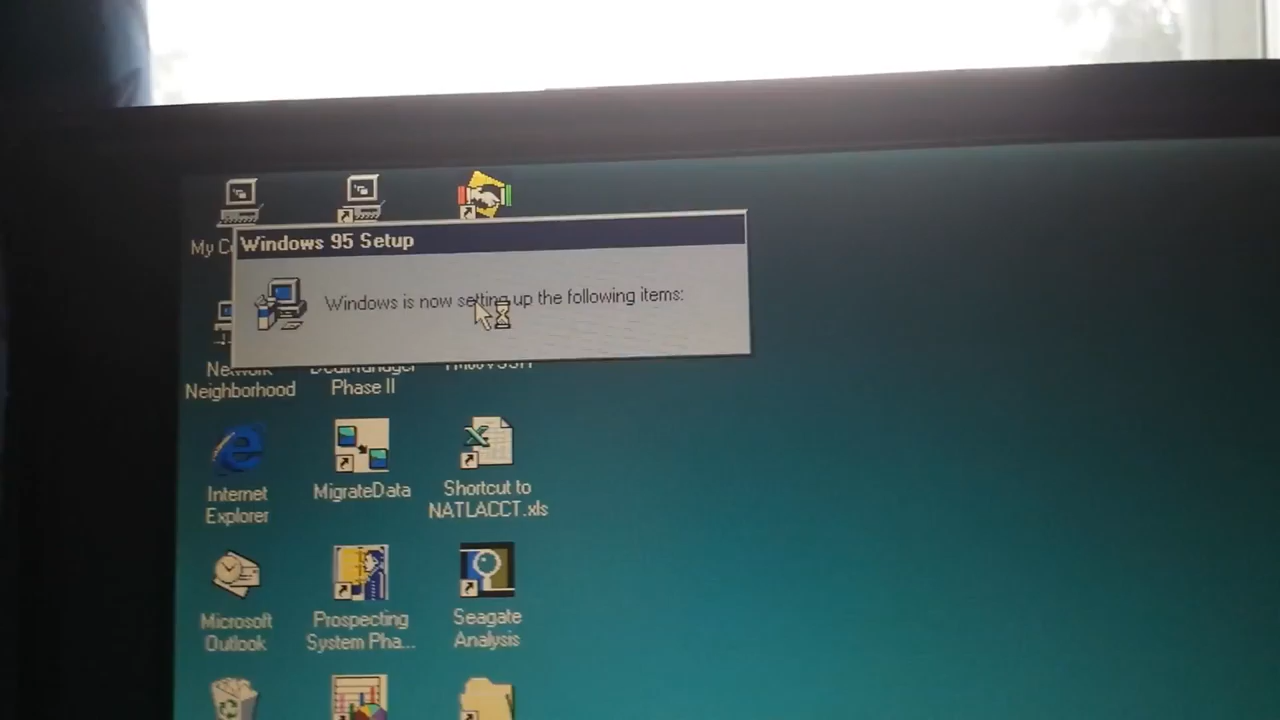 My
Windows 95 Setup
Windows is now setting up the following items:
Network
Neighborhood
DealManager
Phase II
Internet
Explorer
MigrateData
Shortcut to
NATLACCT.xls
Microsoft
Outlook
Prospecting
System Pha...
Seagate
Analysis